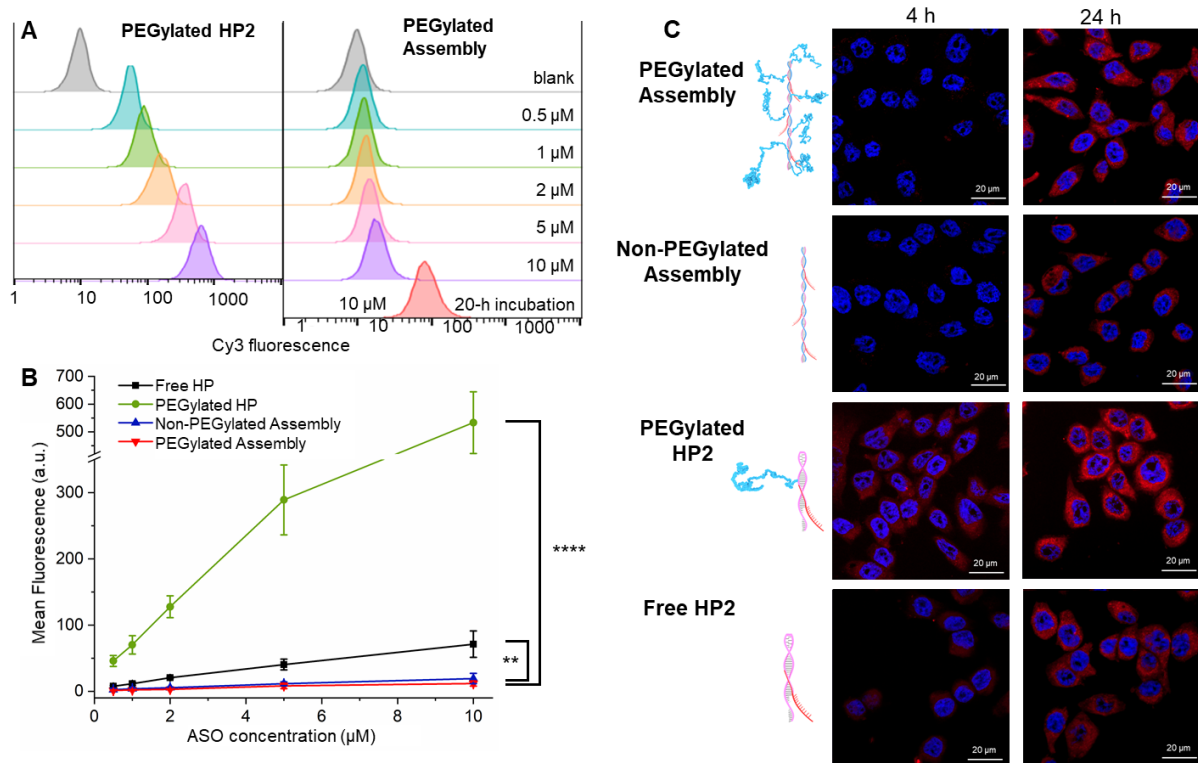 A
PEGylated HP2
PEGylated
Assembly
blank
0.5 µM
1 µM
2 µM
5 µM
10 µM
10 µM
20-h incubation
1
10
100
1000
1
10
100
1000
Cy3 fluorescence
B
Free HP
PEGylated HP
Non-PEGylated Assembly
PEGylated Assembly
700
650
600
550
500
450
300
200
100
0
Mean Fluorescence (a.u.)
****
**
0
2
4
6
8
10
ASO concentration (µM)
C
4 h
24 h
PEGylated
Assembly
20 µm
20 µm
Non-PEGylated
Assembly
20 µm
20 µm
PEGylated
HP2
20 µm
20 µm
Free HP2
20 µm
20 µm